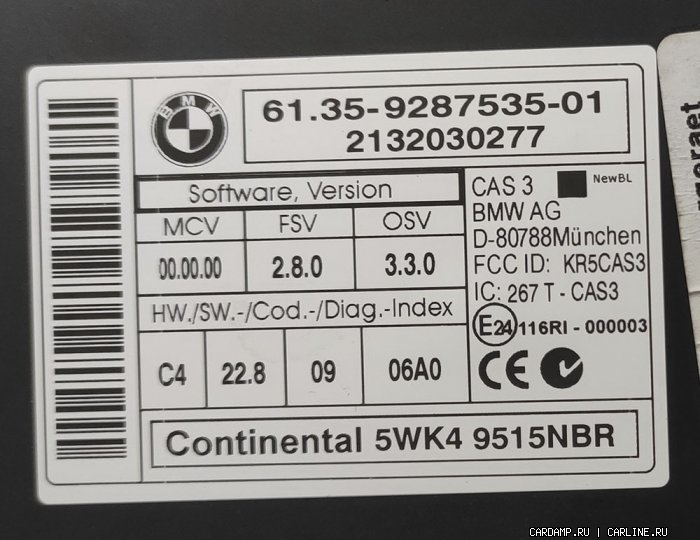 BMW
61.35-9287535-01
2132030277
Software, Version
MCV FSV OSV
00.00.00 2.8.0 3.3.0
HW./SW.-/Cod.-/Diag.-Index
C4 22.8 09 06A0
CAS 3 NewBL
BMW AG
D-80788München
FCC ID: KR5CAS3
IC: 267 T - CAS3
E24 116RI - 000003
CE
Continental 5WK4 9515NBR
geraet
CARDAMP.RU | CARLINE.RU